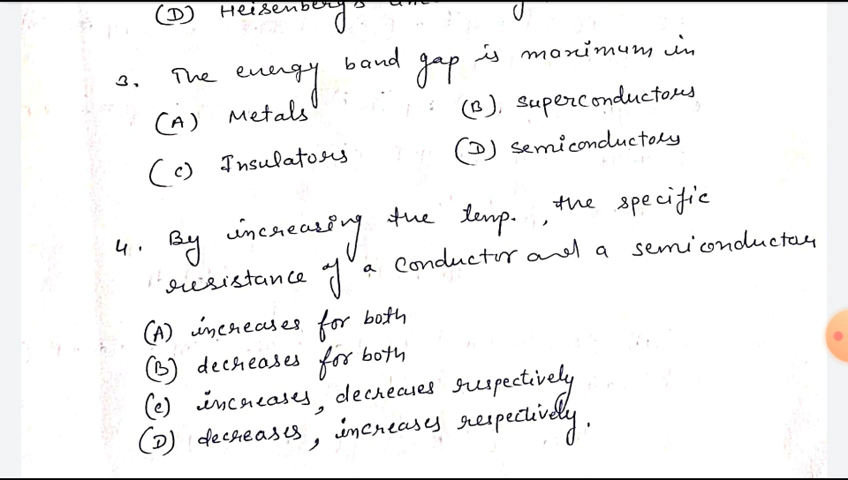 (D) Heisenberg's
3. The energy band gap is maximum in
(A) Metals (B). superconductors
(C) Insulators (D) semiconductors
4. By increasing the temp., the specific
resistance of a conductor and a semiconductor
(A) increases for both
(B) decreases for both
(C) increases, decreases respectively
(D) decreases, increases respectively.